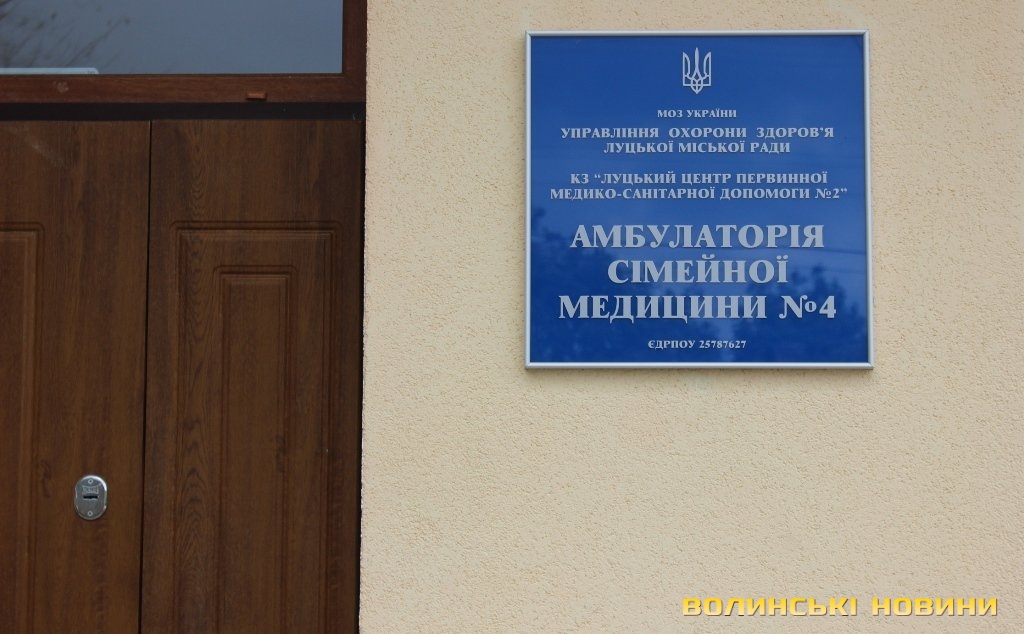 МОЗ УКРАЇНИ
УПРАВЛІННЯ ОХОРОНИ ЗДОРОВ'Я
ЛУЦЬКОЇ МІСЬКОЇ РАДИ
КЗ "ЛУЦЬКИЙ ЦЕНТР ПЕРВИННОЇ
МЕДИКО-САНІТАРНОЇ ДОПОМОГИ №2"
АМБУЛАТОРІЯ
СІМЕЙНОЇ
МЕДИЦИНИ №4
ЄДРПОУ 25787627
ВОЛИНСЬКІ НОВИНИ